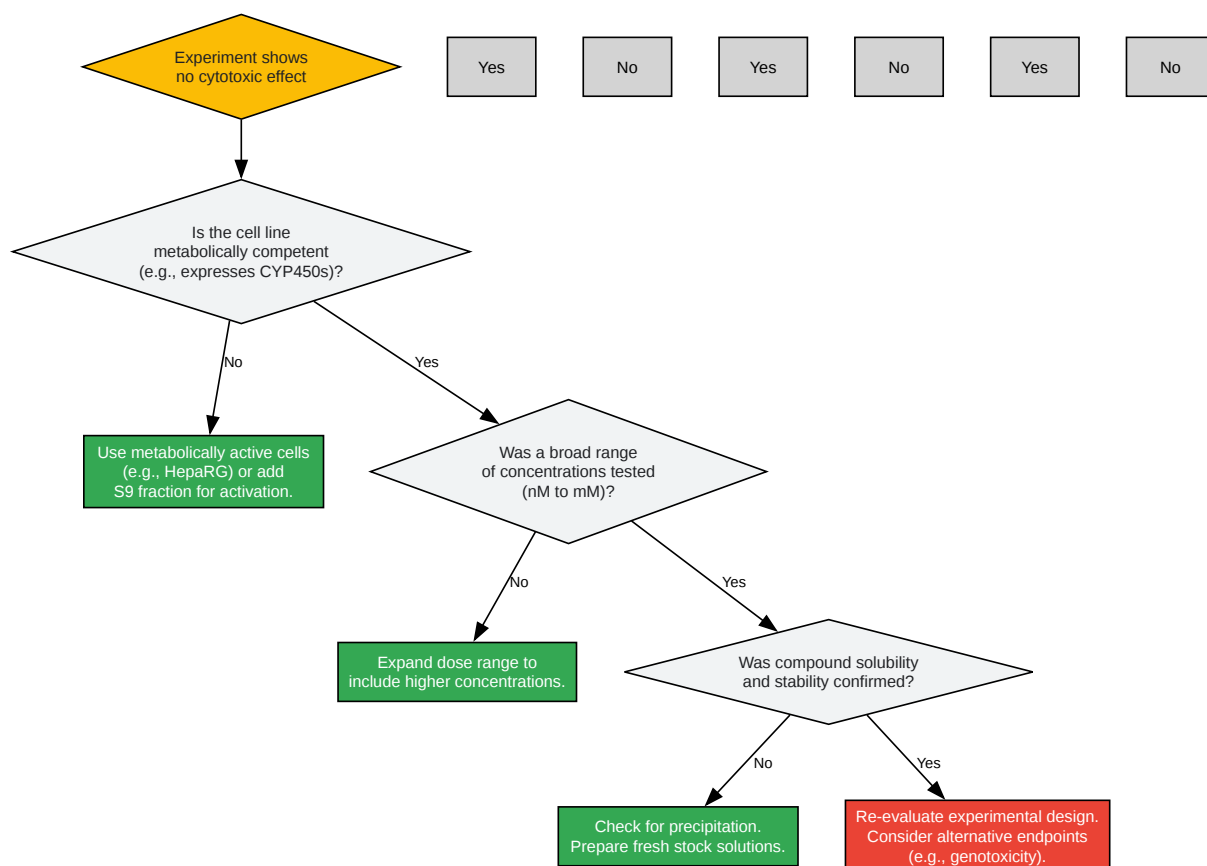 Experiment shows
no cytotoxic effect
Yes
No
Yes
No
Yes
No
Is the cell line
metabolically competent
(e.g., expresses CYP450s)?
No
Yes
Use metabolically active cells
(e.g., HepaRG) or add
S9 fraction for activation.
Was a broad range
of concentrations tested
(nM to mM)?
No
Yes
Expand dose range to
include higher concentrations.
Was compound solubility
and stability confirmed?
No
Yes
Check for precipitation.
Prepare fresh stock solutions.
Re-evaluate experimental design.
Consider alternative endpoints
(e.g., genotoxicity).